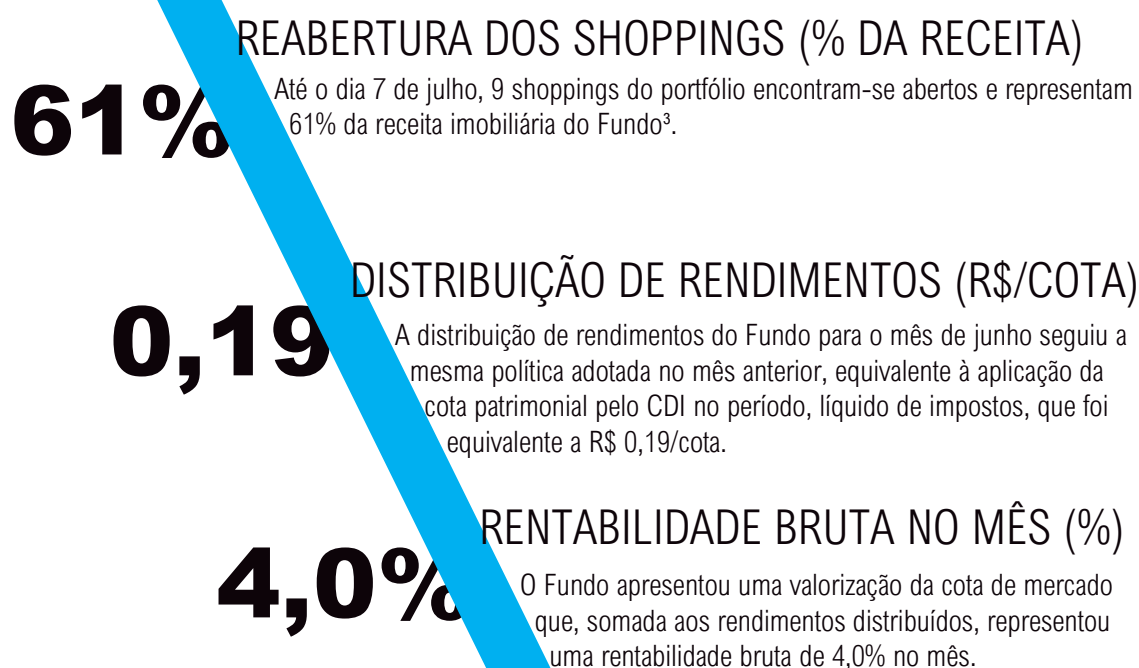 REABERTURA DOS SHOPPINGS (% DA RECEITA)
61%
Até o dia 7 de julho, 9 shoppings do portfólio encontram-se abertos e representam
61% da receita imobiliária do Fundo³.
DISTRIBUIÇÃO DE RENDIMENTOS (R$/COTA)
0,19
A distribuição de rendimentos do Fundo para o mês de junho seguiu a
mesma política adotada no mês anterior, equivalente à aplicação da
cota patrimonial pelo CDI no período, líquido de impostos, que foi
equivalente a R$ 0,19/cota.
RENTABILIDADE BRUTA NO MÊS (%)
4,0%
O Fundo apresentou uma valorização da cota de mercado
que, somada aos rendimentos distribuídos, representou
uma rentabilidade bruta de 4,0% no mês.